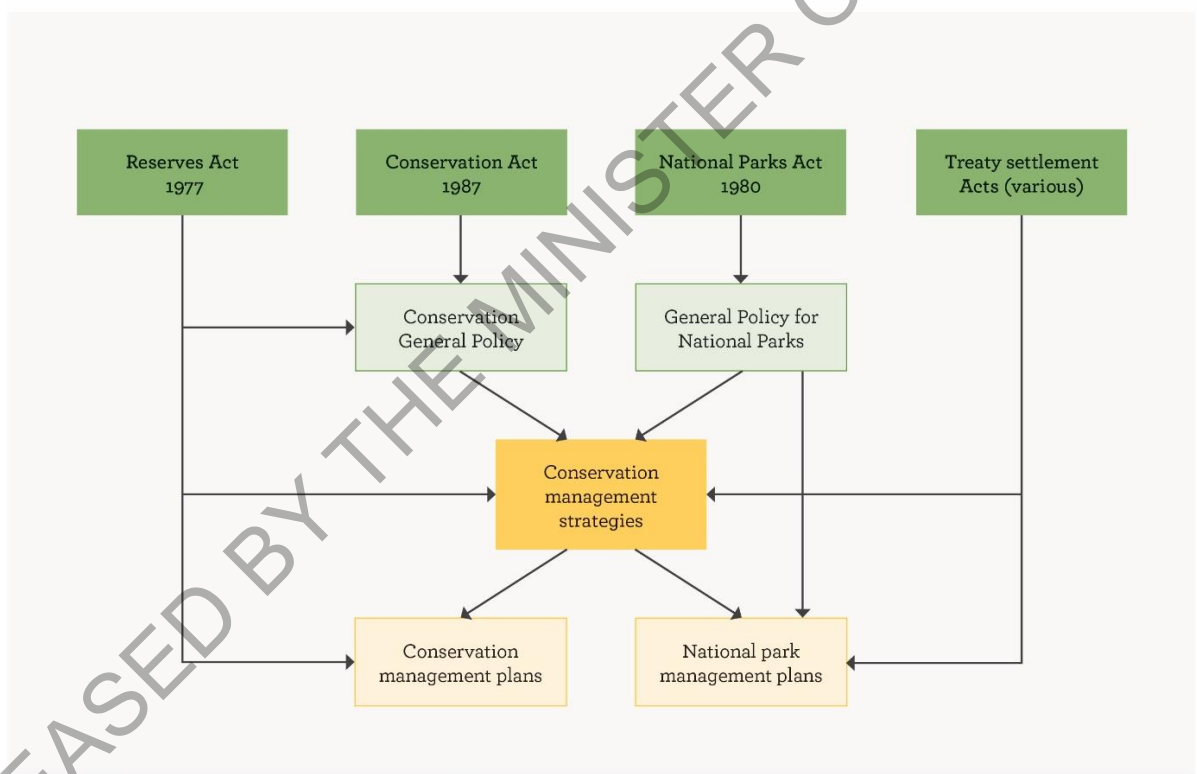 Reserves Act
1977
Conservation Act
1987
National Parks Act
1980
Treaty settlement
Acts (various)
Conservation
General Policy
General Policy for
National Parks
Conservation
management
strategies
Conservation
management plans
National park
management plans
EASED BY THE MINISTER